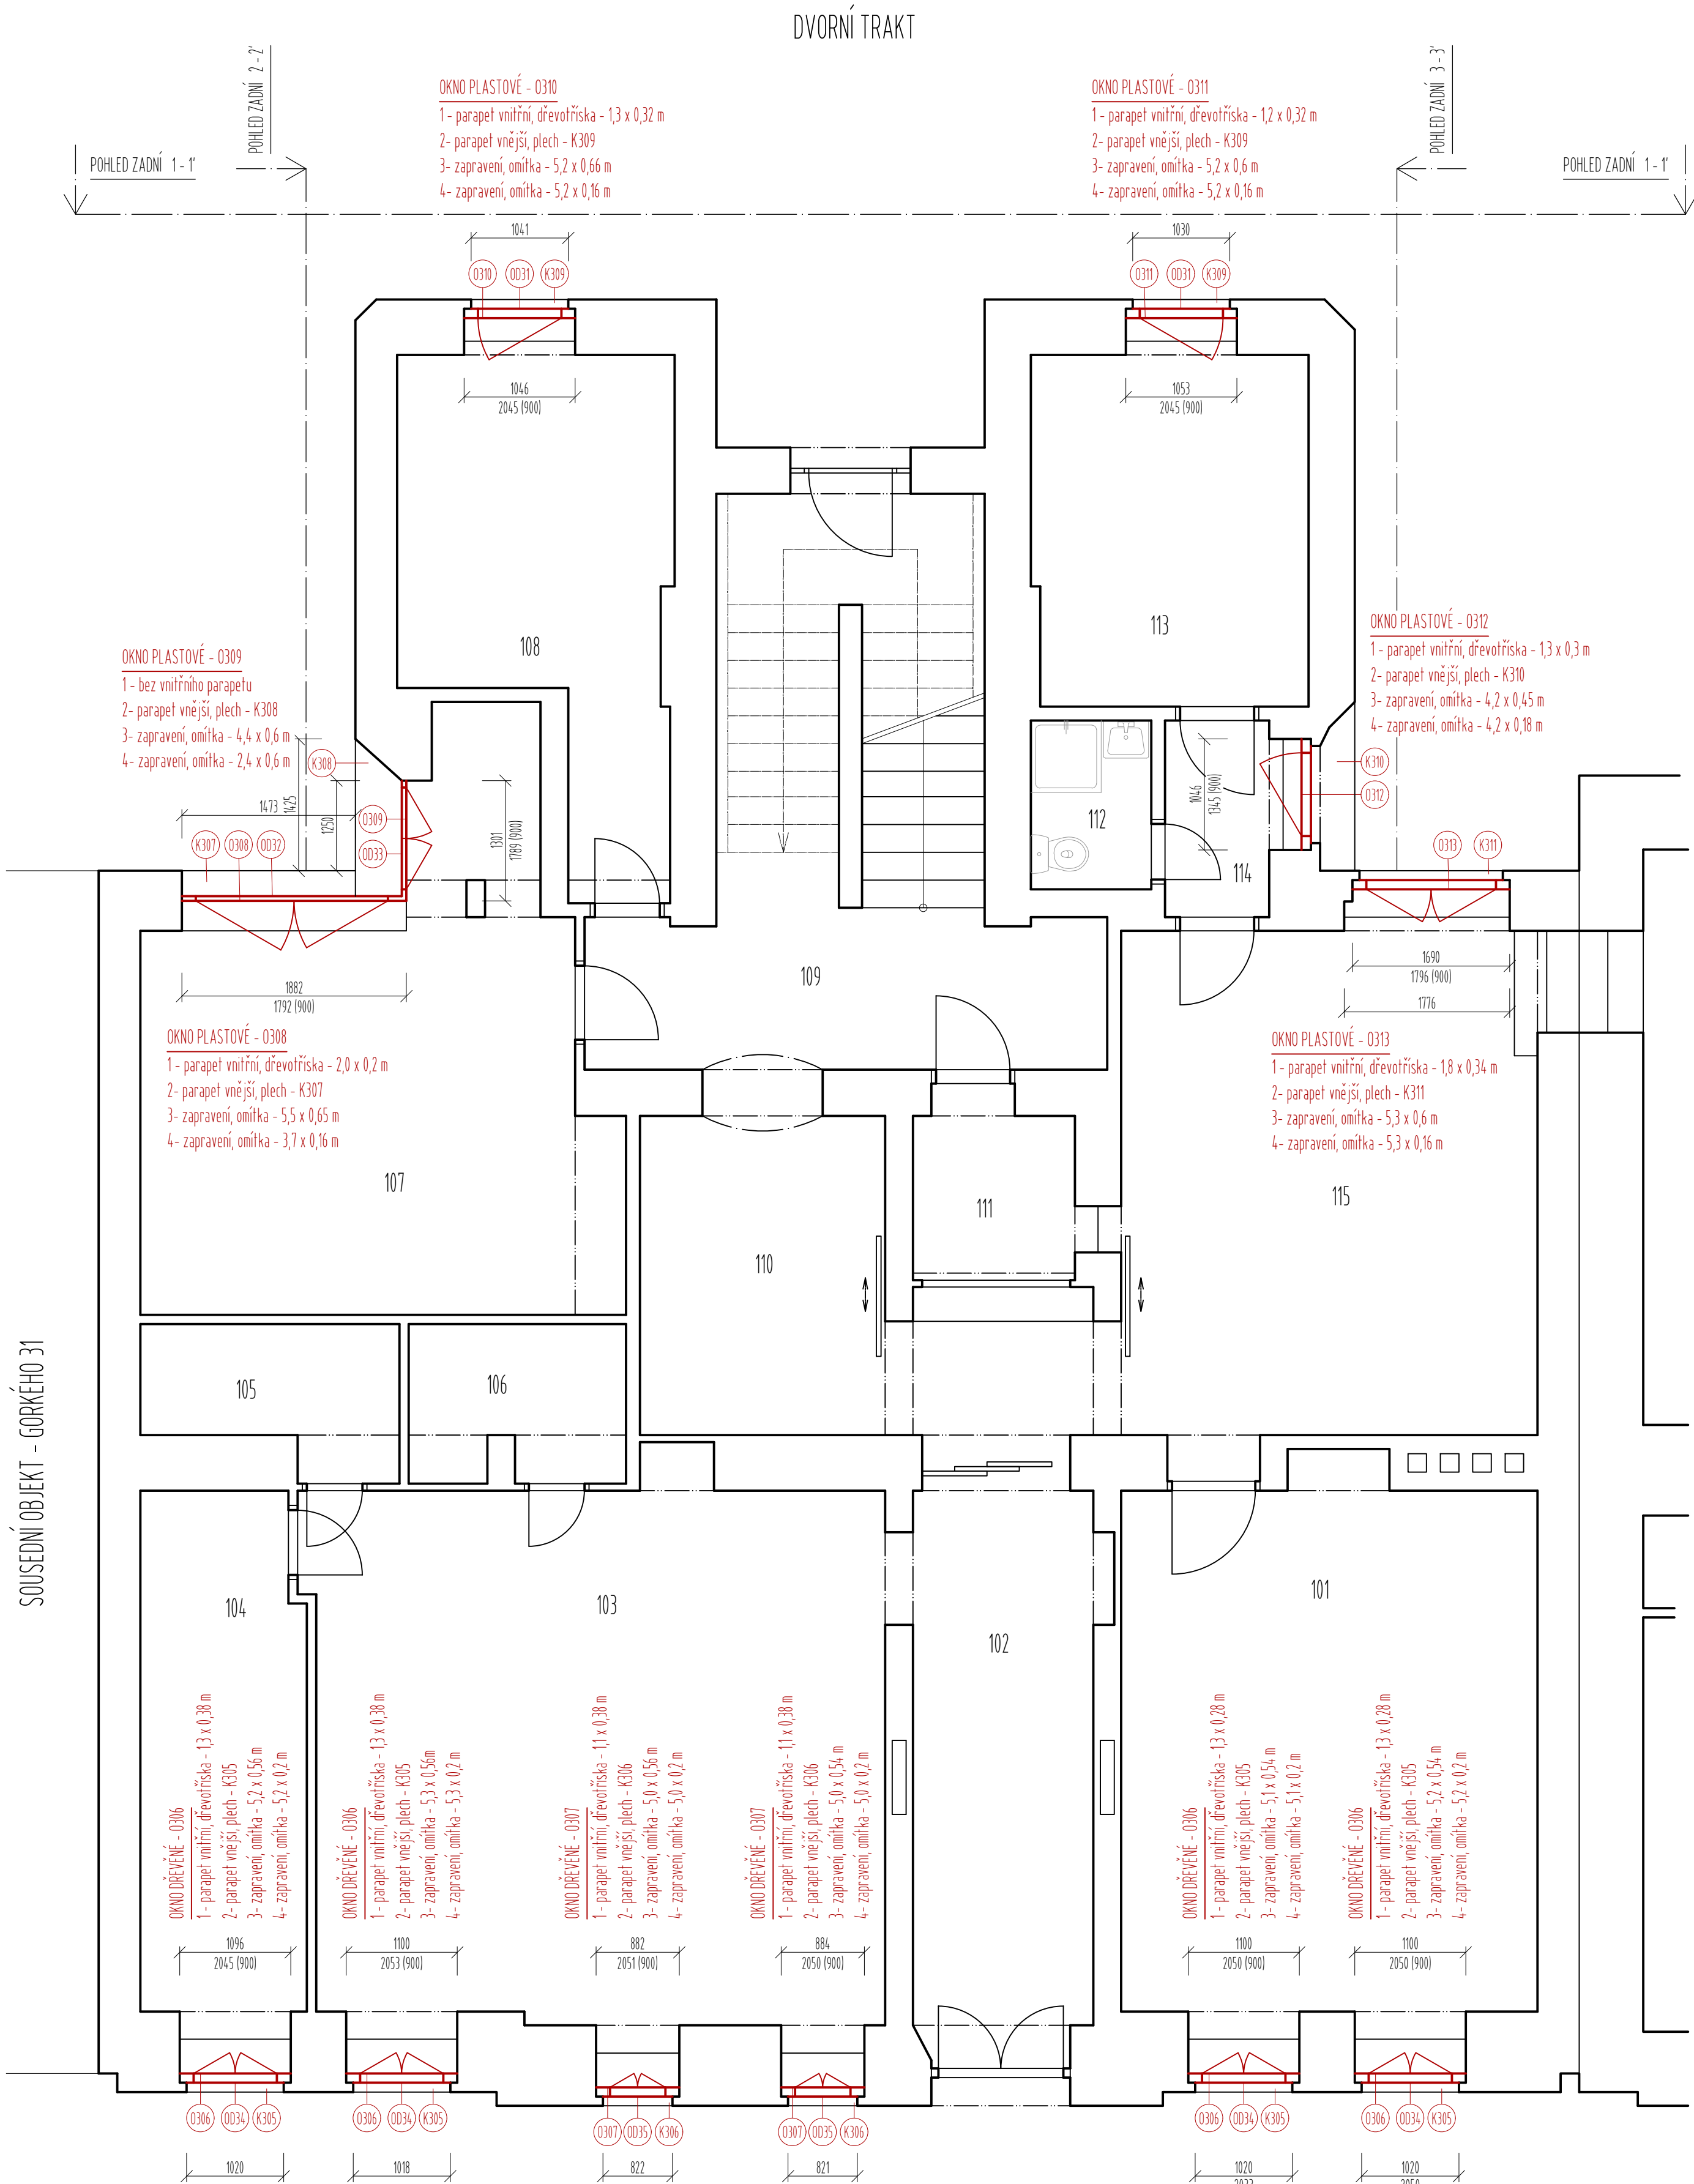 DVORNÍ TRAKT
POHLED ZADNÍ 2 - 2'
POHLED ZADNÍ 3 - 3'
POHLED ZADNÍ 1 - 1'
POHLED ZADNÍ 1 - 1'
OKNO PLASTOVÉ - O310
1 - parapet vnitřní, dřevotříska - 1,3 x 0,32 m
2- parapet vnější, plech - K309
3- zapravení, omítka - 5,2 x 0,66 m
4- zapravení, omítka - 5,2 x 0,16 m
OKNO PLASTOVÉ - O311
1 - parapet vnitřní, dřevotříska - 1,2 x 0,32 m
2- parapet vnější, plech - K309
3- zapravení, omítka - 5,2 x 0,6 m
4- zapravení, omítka - 5,2 x 0,16 m
1041
O310 OD31 K309
1046
2045 (900)
1030
O311 OD31 K309
1053
2045 (900)
108
113
OKNO PLASTOVÉ - O309
1 - bez vnitřního parapetu
2- parapet vnější, plech - K308
3- zapravení, omítka - 4,4 x 0,6 m
4- zapravení, omítka - 2,4 x 0,6 m
OKNO PLASTOVÉ - O312
1 - parapet vnitřní, dřevotříska - 1,3 x 0,3 m
2- parapet vnější, plech - K310
3- zapravení, omítka - 4,2 x 0,45 m
4- zapravení, omítka - 4,2 x 0,18 m
K308
1473
1425
1250
O309
OD33
1301
1789 (900)
K307 O308 OD32
1046
1345 (900)
K310
O312
112
114
O313 K311
109
1882
1792 (900)
1690
1796 (900)
1776
OKNO PLASTOVÉ - O308
1 - parapet vnitřní, dřevotříska - 2,0 x 0,2 m
2- parapet vnější, plech - K307
3- zapravení, omítka - 5,5 x 0,65 m
4- zapravení, omítka - 3,7 x 0,16 m
OKNO PLASTOVÉ - O313
1 - parapet vnitřní, dřevotříska - 1,8 x 0,34 m
2- parapet vnější, plech - K311
3- zapravení, omítka - 5,3 x 0,6 m
4- zapravení, omítka - 5,3 x 0,16 m
107
110
111
115
SOUSEDNÍ OBJEKT - GORKÉHO 31
105
106
104
103
102
101
OKNO DŘEVĚNÉ - O306
1 - parapet vnitřní, dřevotříska - 1,3 x 0,38 m
2- parapet vnější, plech - K305
3- zapravení, omítka - 5,2 x 0,56 m
4- zapravení, omítka - 5,2 x 0,2 m
OKNO DŘEVĚNÉ - O306
1 - parapet vnitřní, dřevotříska - 1,3 x 0,38 m
2- parapet vnější, plech - K305
3- zapravení, omítka - 5,3 x 0,56m
4- zapravení, omítka - 5,3 x 0,2 m
OKNO DŘEVĚNÉ - O307
1 - parapet vnitřní, dřevotříska - 1,1 x 0,38 m
2- parapet vnější, plech - K306
3- zapravení, omítka - 5,0 x 0,56 m
4- zapravení, omítka - 5,0 x 0,2 m
OKNO DŘEVĚNÉ - O307
1 - parapet vnitřní, dřevotříska - 1,1 x 0,38 m
2- parapet vnější, plech - K306
3- zapravení, omítka - 5,0 x 0,54 m
4- zapravení, omítka - 5,0 x 0,2 m
OKNO DŘEVĚNÉ - O306
1 - parapet vnitřní, dřevotříska - 1,3 x 0,28 m
2- parapet vnější, plech - K305
3- zapravení, omítka - 5,1 x 0,54 m
4- zapravení, omítka - 5,1 x 0,2 m
OKNO DŘEVĚNÉ - O306
1 - parapet vnitřní, dřevotříska - 1,3 x 0,28 m
2- parapet vnější, plech - K305
3- zapravení, omítka - 5,2 x 0,54 m
4- zapravení, omítka - 5,2 x 0,2 m
1096
2045 (900)
1100
2053 (900)
882
2051 (900)
884
2050 (900)
1100
2050 (900)
1100
2050 (900)
O306 OD34 K305
O306 OD34 K305
O307 OD35 K306
O307 OD35 K306
O306 OD34 K305
O306 OD34 K305
1020
1018
822
821
1020
1020